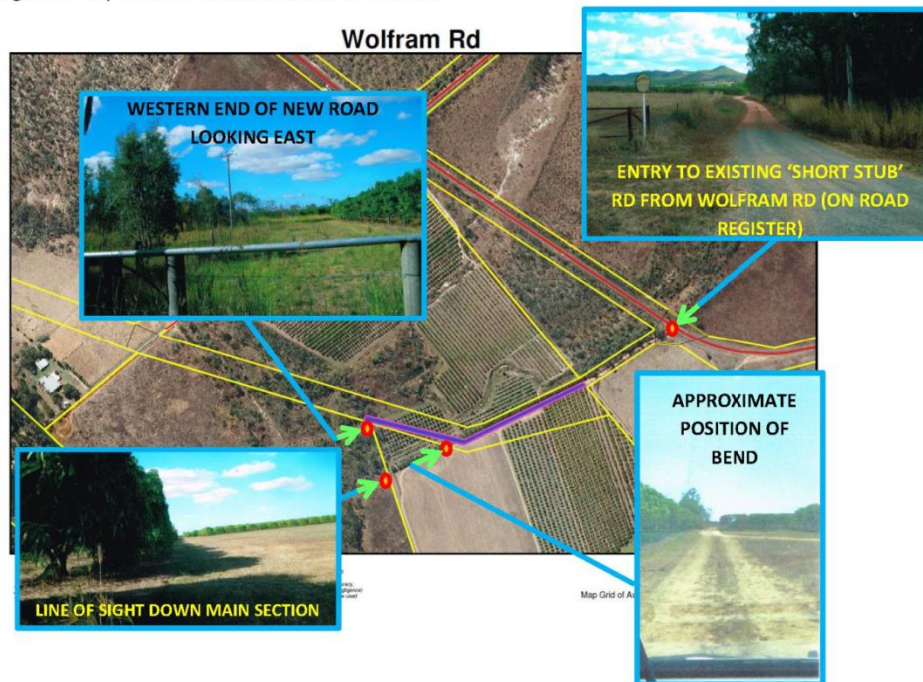 Wolfram Rd
WESTERN END OF NEW ROAD
LOOKING EAST
ENTRY TO EXISTING ‘SHORT STUB’
RD FROM WOLFRAM RD (ON ROAD
REGISTER)
APPROXIMATE
POSITION OF
BEND
LINE OF SIGHT DOWN MAIN SECTION
Map Grid of